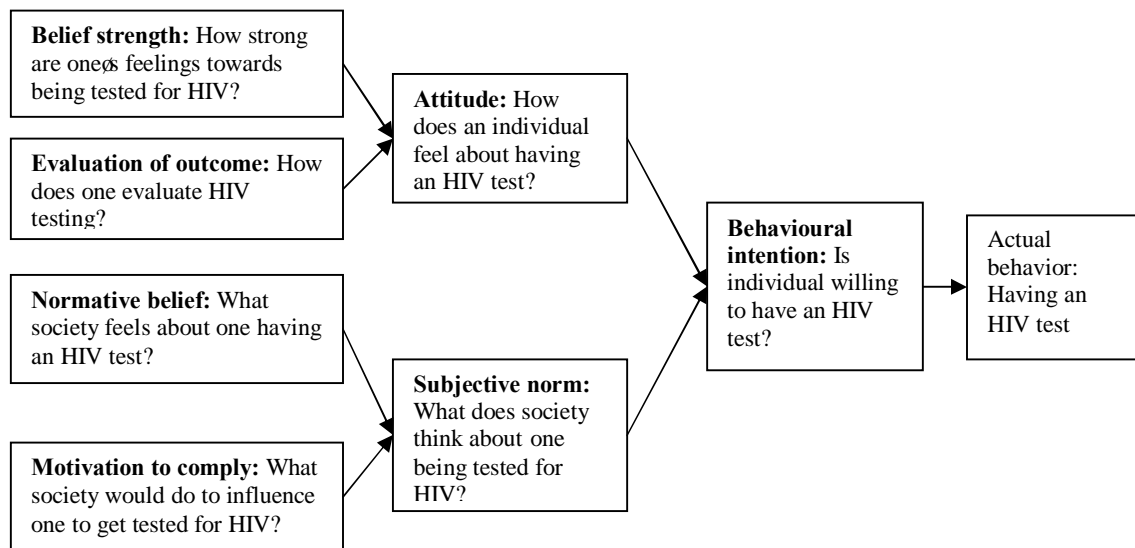 Belief strength: How strong
are oneøs feelings towards
being tested for HIV?
Evaluation of outcome: How
does one evaluate HIV
testing?
Normative belief: What
society feels about one having
an HIV test?
Motivation to comply: What
society would do to influence
one to get tested for HIV?
Attitude: How
does an individual
feel about having
an HIV test?
Subjective norm:
What does society
think about one
being tested for
HIV?
Behavioural
intention: Is
individual willing
to have an HIV
test?
Actual
behavior:
Having an
HIV test